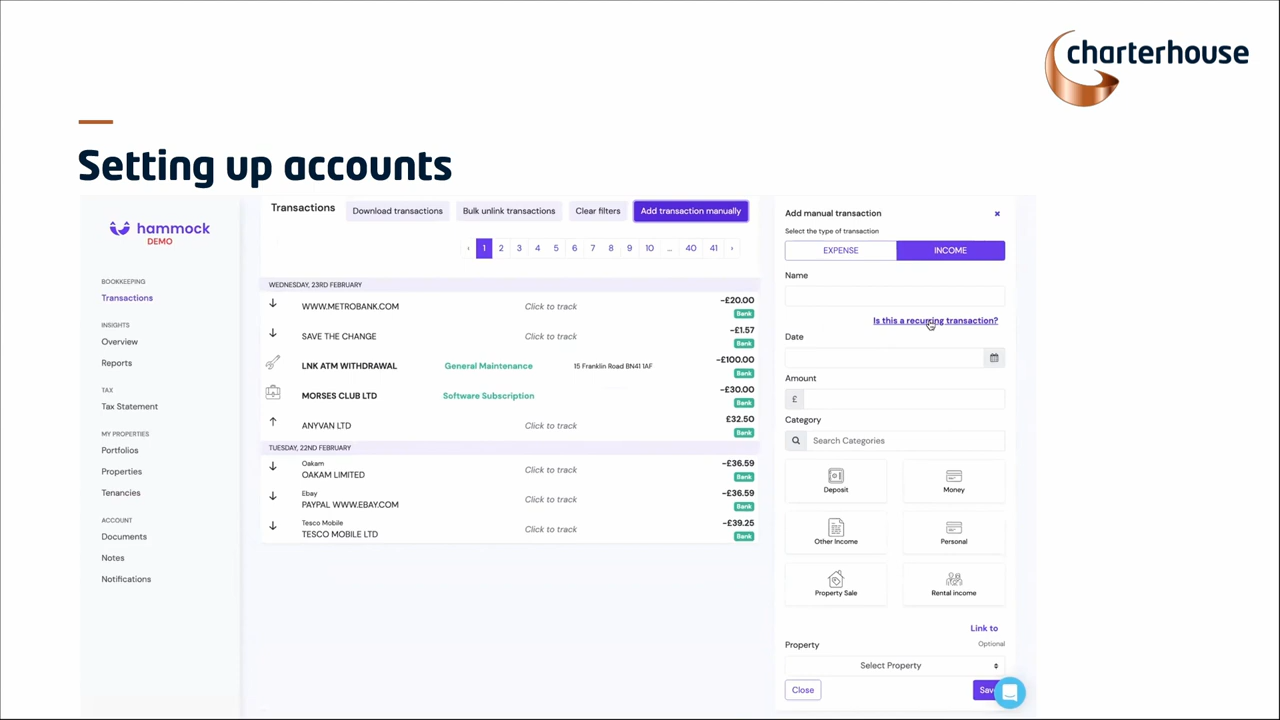 charterhouse
Setting up accounts
hammock
DEMO
BOOKKEEPING
Transactions
INSIGHTS
Overview
Reports
TAX
Tax Statement
MY PROPERTIES
Portfolios
Properties
Tenancies
ACCOUNT
Documents
Notes
Notifications
Transactions
Download transactions
Bulk unlink transactions
Clear filters
Add transaction manually
‹ 1 2 3 4 5 6 7 8 9 10 ... 40 41 ›
WEDNESDAY, 23RD FEBRUARY
WWW.METROBANK.COM Click to track -£20.00
Bank
SAVE THE CHANGE Click to track -£1.57
Bank
LNK ATM WITHDRAWAL General Maintenance 15 Franklin Road BN41 1AF -£100.00
Bank
MORSES CLUB LTD Software Subscription -£30.00
Bank
ANYVAN LTD Click to track £32.50
Bank
TUESDAY, 22ND FEBRUARY
Oakam
OAKAM LIMITED Click to track -£36.59
Bank
Ebay
PAYPAL WWW.EBAY.COM Click to track -£36.59
Bank
Tesco Mobile
TESCO MOBILE LTD Click to track -£39.25
Bank
Add manual transaction
Select the type of transaction
EXPENSE INCOME
Name
Is this a recurring transaction?
Date
Amount
£
Category
Search Categories
Deposit Money
Other Income Personal
Property Sale Rental income
Link to
Property Optional
Select Property
Close